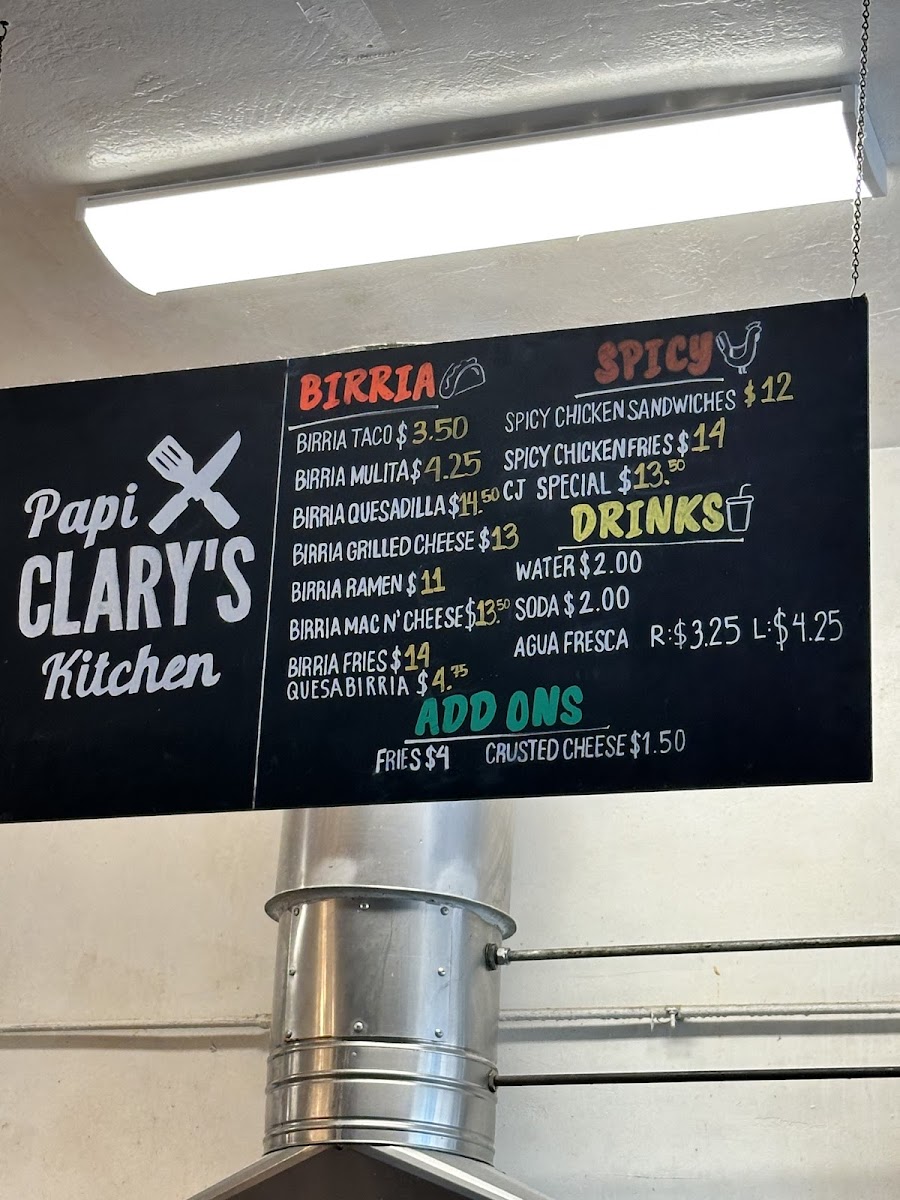 Papi
CLARY'S
Kitchen
BIRRIA
BIRRIA TACO $3.50
BIRRIA MULITA $4.25
BIRRIA QUESADILLA $14.50
BIRRIA GRILLED CHEESE $13
BIRRIA RAMEN $11
BIRRIA MAC N' CHEESE $13.50
BIRRIA FRIES $14
QUESABIRRIA $4.75
SPICY
SPICY CHICKEN SANDWICHES $12
SPICY CHICKEN FRIES $14
CJ SPECIAL $13.50
DRINKS
WATER $2.00
SODA $2.00
AGUA FRESCA R:$3.25 L:$4.25
ADD ONS
FRIES $4 CRUSTED CHEESE $1.50